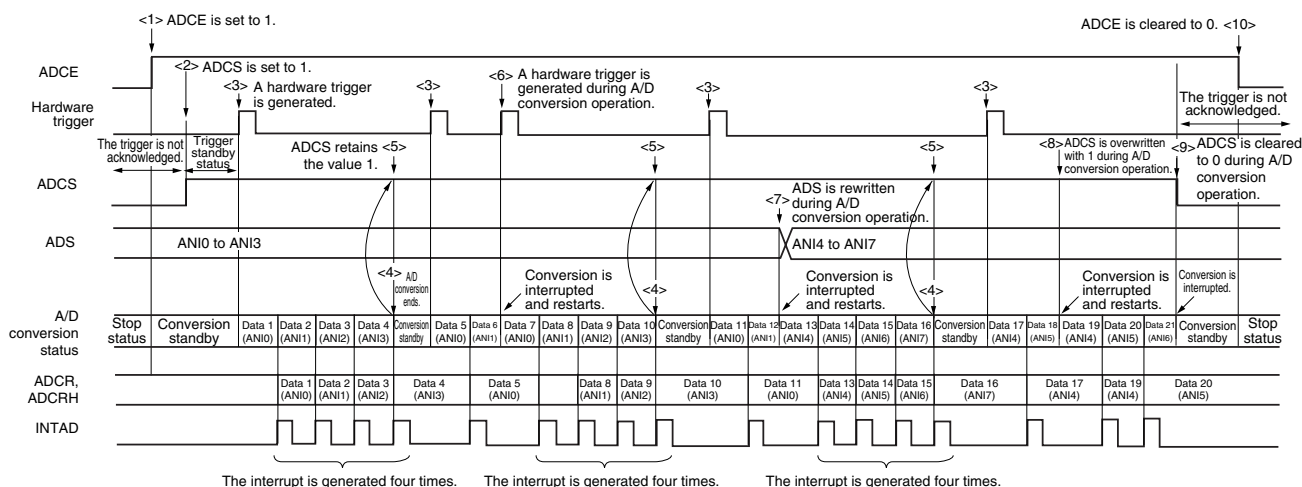 <1> ADCE is set to 1.
ADCE is cleared to 0. <10>
ADCE
<2> ADCS is set to 1.
<3> A hardware trigger
is generated.
<3>
<6> A hardware trigger is
generated during A/D
conversion operation.
<3>
<3>
The trigger is not
acknowledged.
Hardware
trigger
The trigger is not
acknowledged.
Trigger
standby
status
ADCS retains
the value 1.
<5>
<5>
<5>
<8> ADCS is overwritten
with 1 during A/D
conversion operation.
<9> ADCS is cleared
to 0 during A/D
conversion
operation.
ADCS
<7> ADS is rewritten
during A/D
conversion operation.
ADS
ANI0 to ANI3
ANI4 to ANI7
<4> A/D
conversion
ends.
Conversion is
interrupted
and restarts.
<4>
Conversion is
interrupted
and restarts.
<4>
Conversion is
interrupted
and restarts.
Conversion is
interrupted.
A/D
conversion
status
Stop
status
Conversion
standby
Data 1
(ANI0)
Data 2
(ANI1)
Data 3
(ANI2)
Data 4
(ANI3)
Conversion
standby
Data 5
(ANI0)
Data 6
(ANI1)
Data 7
(ANI0)
Data 8
(ANI1)
Data 9
(ANI2)
Data 10
(ANI3)
Conversion
standby
Data 11
(ANI0)
Data 12
(ANI1)
Data 13
(ANI4)
Data 14
(ANI5)
Data 15
(ANI6)
Data 16
(ANI7)
Conversion
standby
Data 17
(ANI4)
Data 18
(ANI5)
Data 19
(ANI4)
Data 20
(ANI5)
Data 21
(ANI6)
Conversion
standby
Stop
status
ADCR,
ADCRH
Data 1
(ANI0)
Data 2
(ANI1)
Data 3
(ANI2)
Data 4
(ANI3)
Data 5
(ANI0)
Data 8
(ANI1)
Data 9
(ANI2)
Data 10
(ANI3)
Data 11
(ANI0)
Data 13
(ANI4)
Data 14
(ANI5)
Data 15
(ANI6)
Data 16
(ANI7)
Data 17
(ANI4)
Data 19
(ANI4)
Data 20
(ANI5)
INTAD
The interrupt is generated four times.
The interrupt is generated four times.
The interrupt is generated four times.